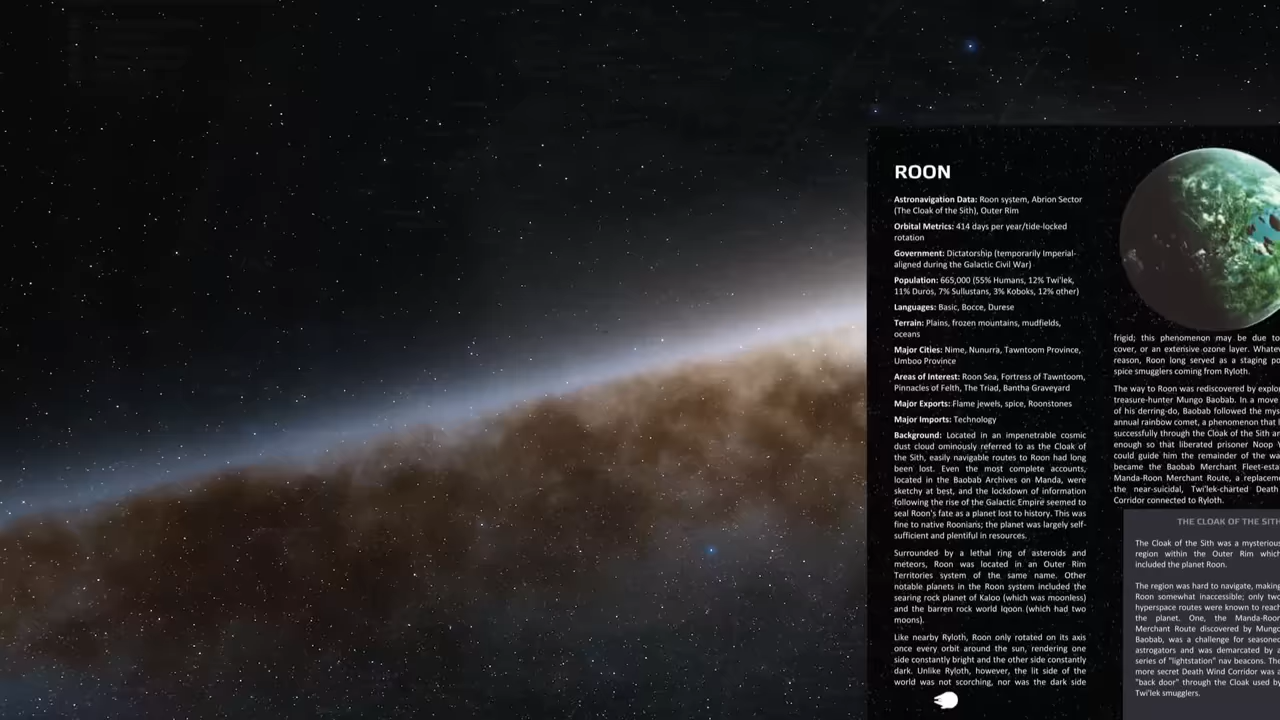 ROON
Astronavigation Data: Roon system, Abrion Sector
(The Cloak of the Sith), Outer Rim
Orbital Metrics: 414 days per year/tide-locked
rotation
Government: Dictatorship (temporarily Imperial-
aligned during the Galactic Civil War)
Population: 665,000 (55% Humans, 12% Twi'lek,
11% Duros, 7% Sullustans, 3% Koboks, 12% other)
Languages: Basic, Bocce, Durese
Terrain: Plains, frozen mountains, mudfields,
oceans
Major Cities: Nime, Nunurra, Tawntoom Province,
Umboo Province
Areas of Interest: Roon Sea, Fortress of Tawntoom,
Pinnacles of Felth, The Triad, Bantha Graveyard
Major Exports: Flame jewels, spice, Roonstones
Major Imports: Technology
Background: Located in an impenetrable cosmic
dust cloud ominously referred to as the Cloak of
the Sith, easily navigable routes to Roon had long
been lost. Even the most complete accounts,
located in the Baobab Archives on Manda, were
sketchy at best, and the lockdown of information
following the rise of the Galactic Empire seemed to
seal Roon's fate as a planet lost to history. This was
fine to native Roonians; the planet was largely self-
sufficient and plentiful in resources.
Surrounded by a lethal ring of asteroids and
meteors, Roon was located in an Outer Rim
Territories system of the same name. Other
notable planets in the Roon system included the
searing rock planet of Kaloo (which was moonless)
and the barren rock world Iqoon (which had two
moons).
Like nearby Ryloth, Roon only rotated on its axis
once every orbit around the sun, rendering one
side constantly bright and the other side constantly
dark. Unlike Ryloth, however, the lit side of the
world was not scorching, nor was the dark side
frigid; this phenomenon may be due to
cover, or an extensive ozone layer.
reason, Roon long served as a staging
spice smugglers coming from Ryloth.
The way to Roon was rediscovered by
treasure-hunter Mungo Baobab. In a move
of his derring-do, Baobab followed the
annual rainbow comet, a phenomenon that
successfully through the Cloak of the Sith
enough so that liberated prisoner Noop
could guide him the remainder of the
became the Baobab Merchant
Manda-Roon Merchant Route, a
the near-suicidal, Twi'lek-charted Death
Corridor connected to Ryloth.
THE CLOAK OF THE SITH
The Cloak of the Sith was a mysterious
region within the Outer Rim which
included the planet Roon.
The region was hard to navigate, making
Roon somewhat inaccessible; only two
hyperspace routes were known to reach
the planet. One, the Manda-Roon
Merchant Route discovered by Mungo
Baobab, was a challenge for seasoned
astrogators and was demarcated by a
series of "lightstation" nav beacons. The
more secret Death Wind Corridor was a
"back door" through the Cloak used by
Twi'lek smugglers.